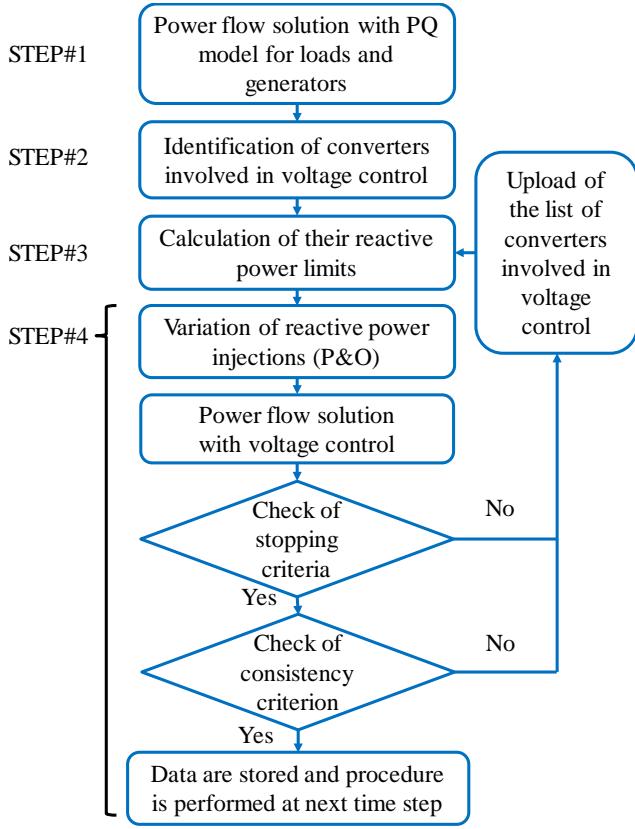 STEP#1
Power flow solution with PQ
model for loads and
generators
STEP#2
Identification of converters
involved in voltage control
STEP#3
Calculation of their reactive
power limits
Upload of
the list of
converters
involved in
voltage
control
STEP#4
Variation of reactive power
injections (P&O)
Power flow solution
with voltage control
Check of
stopping
criteria
No
Yes
Check of
consistency
criterion
No
Yes
Data are stored and procedure
is performed at next time step